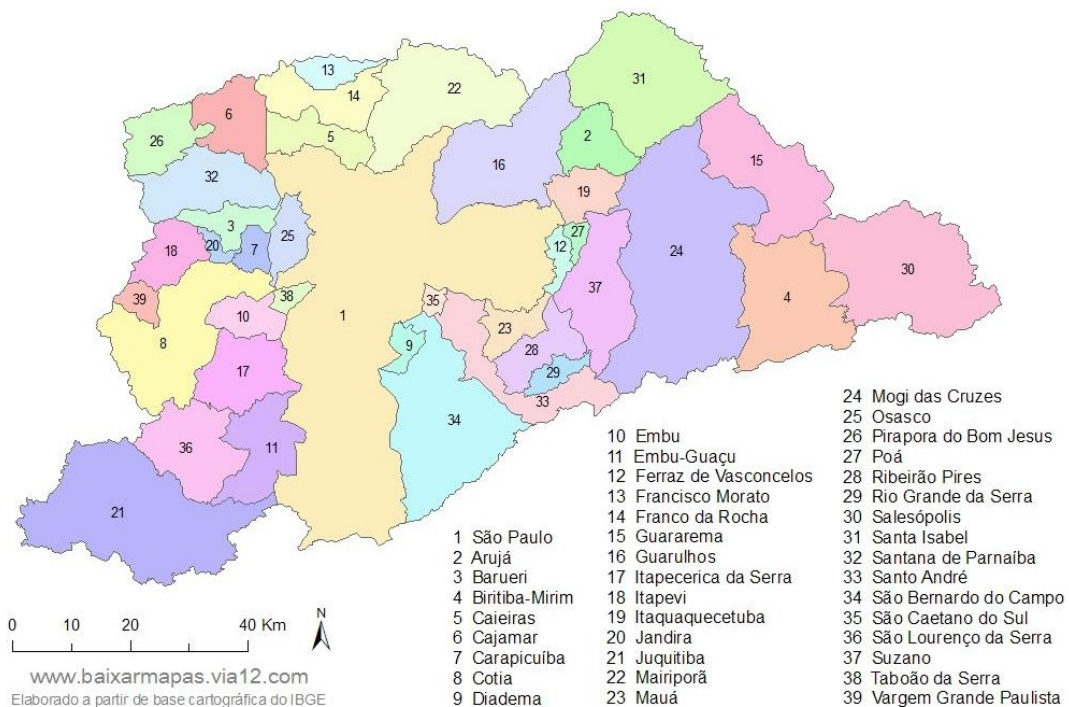 13
31
22
14
6
5
26
2
15
16
32
19
3
27
20
7
25
12
18
24
30
37
38
39
35
4
10
1
23
8
9
28
17
29
33
34
36
11
21
0 20 40 Km
N
www.baixarmapas.via12.com
Elaborado a partir de base cartográfica do IBGE
1 São Paulo
2 Arujá
3 Barueri
4 Biritiba-Mirim
5 Caieiras
6 Cajamar
7 Carapicuíba
8 Cotia
9 Diadema
10 Embu
11 Embu-Guaçu
12 Ferraz de Vasconcelos
13 Francisco Morato
14 Franco da Rocha
15 Guararema
16 Guarulhos
17 Itapecerica da Serra
18 Itapevi
19 Itaquaquecetuba
20 Jandira
21 Juquitiba
22 Mairiporã
23 Mauá
24 Mogi das Cruzes
25 Osasco
26 Pirapora do Bom Jesus
27 Poá
28 Ribeirão Pires
29 Rio Grande da Serra
30 Salesópolis
31 Santa Isabel
32 Santana de Parnaíba
33 Santo André
34 São Bernardo do Campo
35 São Caetano do Sul
36 São Lourenço da Serra
37 Suzano
38 Taboão da Serra
39 Vargem Grande Paulista